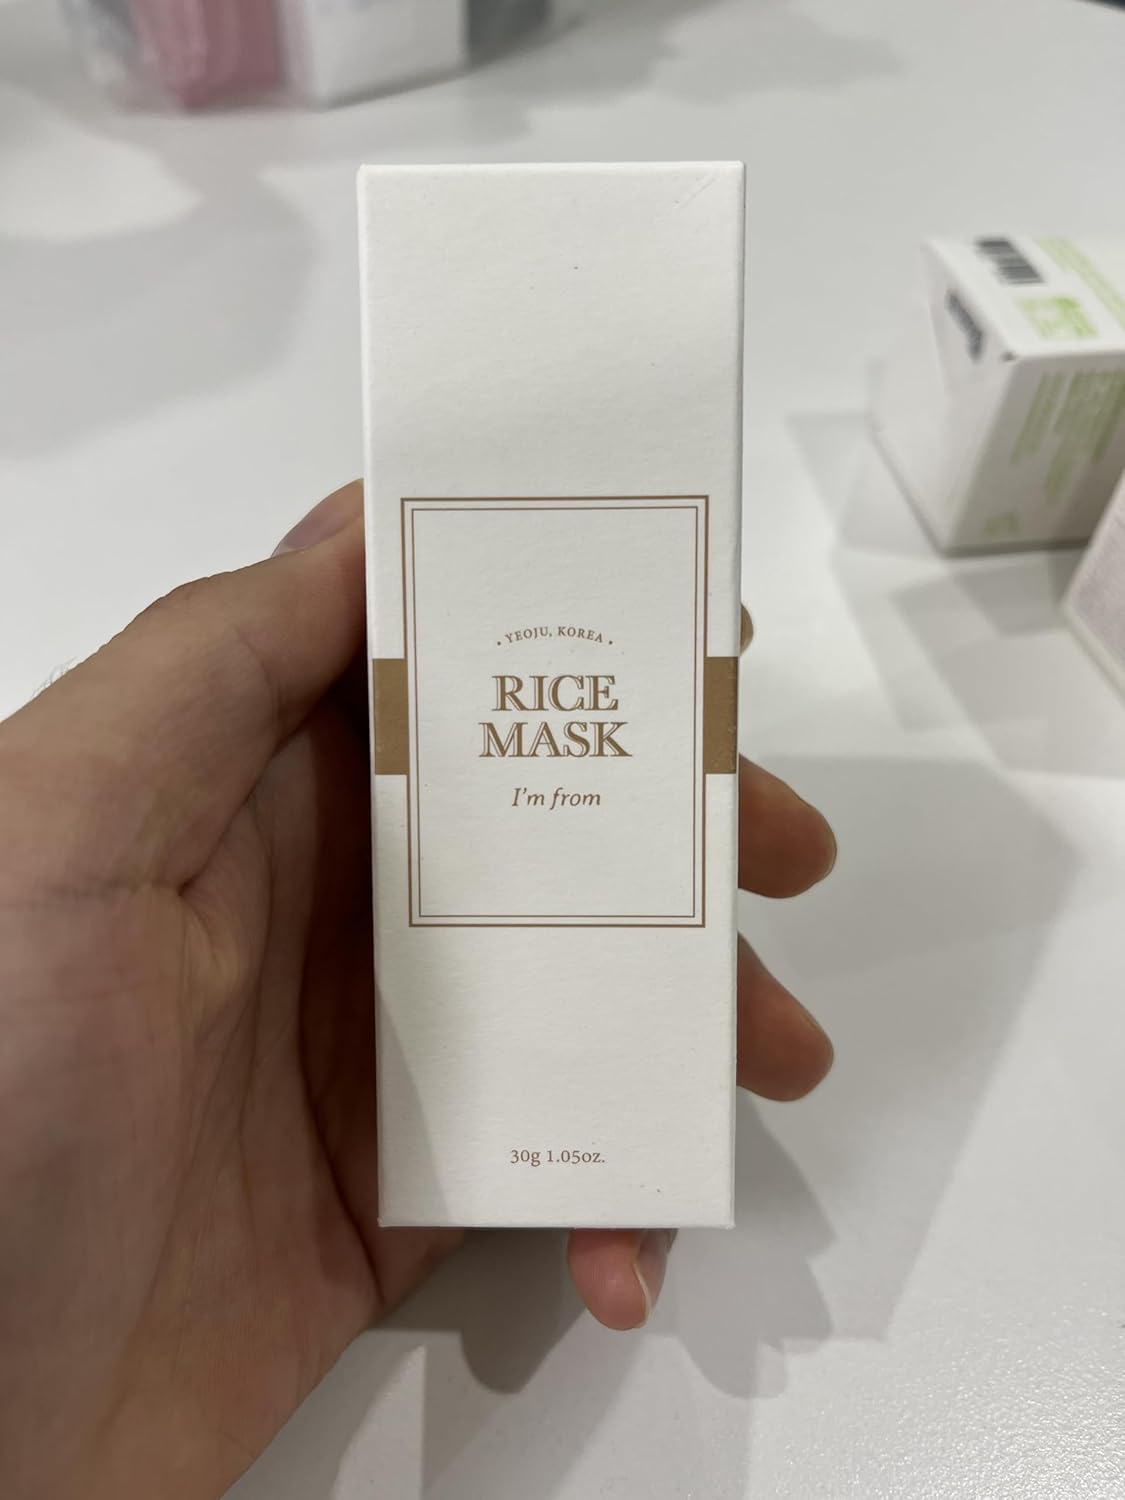 · YEOJU, KOREA ·
RICE
MASK
I'm from
30g 1.05oz.